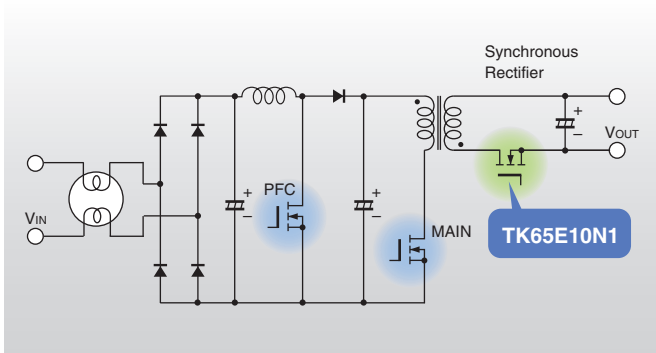 Synchronous
Rectifier
+
−
VOUT
PFC
+
−
+
−
MAIN
VIN
TK65E10N1